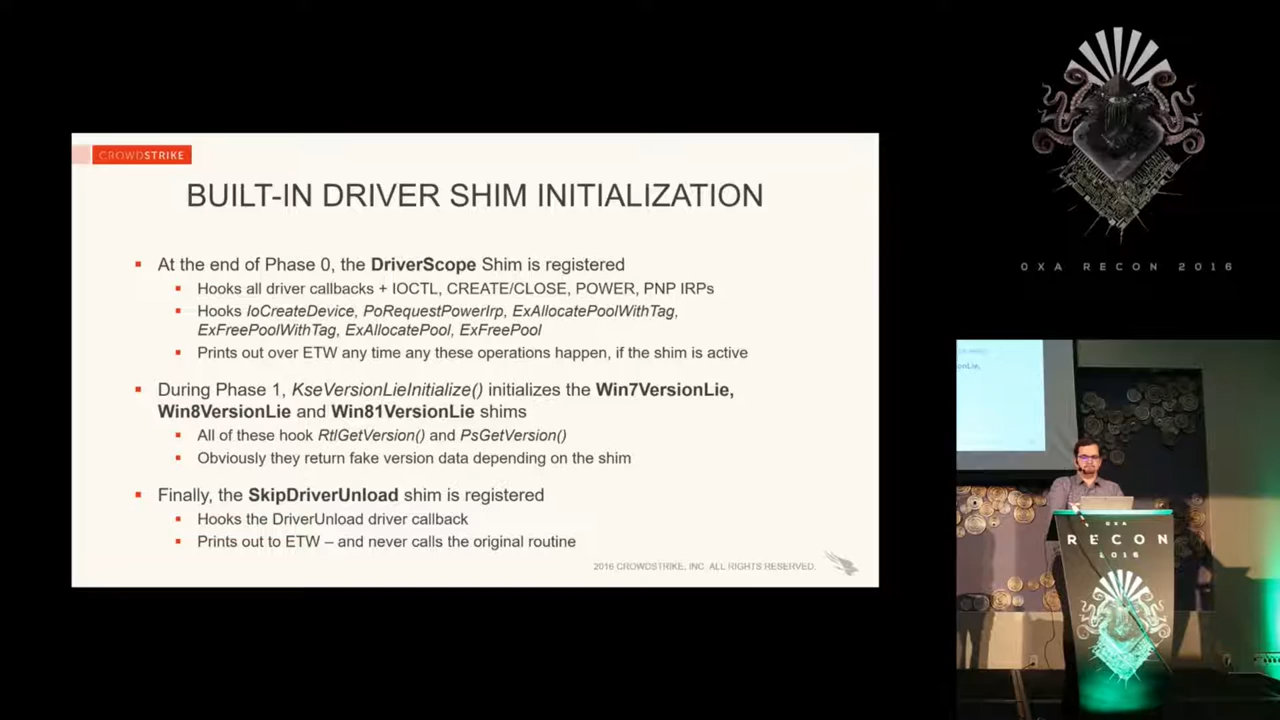 CROWDSTRIKE
BUILT-IN DRIVER SHIM INITIALIZATION
At the end of Phase 0, the DriverScope Shim is registered
Hooks all driver callbacks + IOCTL, CREATE/CLOSE, POWER, PNP IRPs
Hooks IoCreateDevice, PoRequestPowerIrp, ExAllocatePoolWithTag,
ExFreePoolWithTag, ExAllocatePool, ExFreePool
Prints out over ETW any time any these operations happen, if the shim is active
During Phase 1, KseVersionLieInitialize() initializes the Win7VersionLie,
Win8VersionLie and Win81VersionLie shims
All of these hook RtlGetVersion() and PsGetVersion()
Obviously they return fake version data depending on the shim
Finally, the SkipDriverUnload shim is registered
Hooks the DriverUnload driver callback
Prints out to ETW – and never calls the original routine
2016 CROWDSTRIKE, INC. ALL RIGHTS RESERVED.
0XA RECON 2016
0XA
RECON
2016